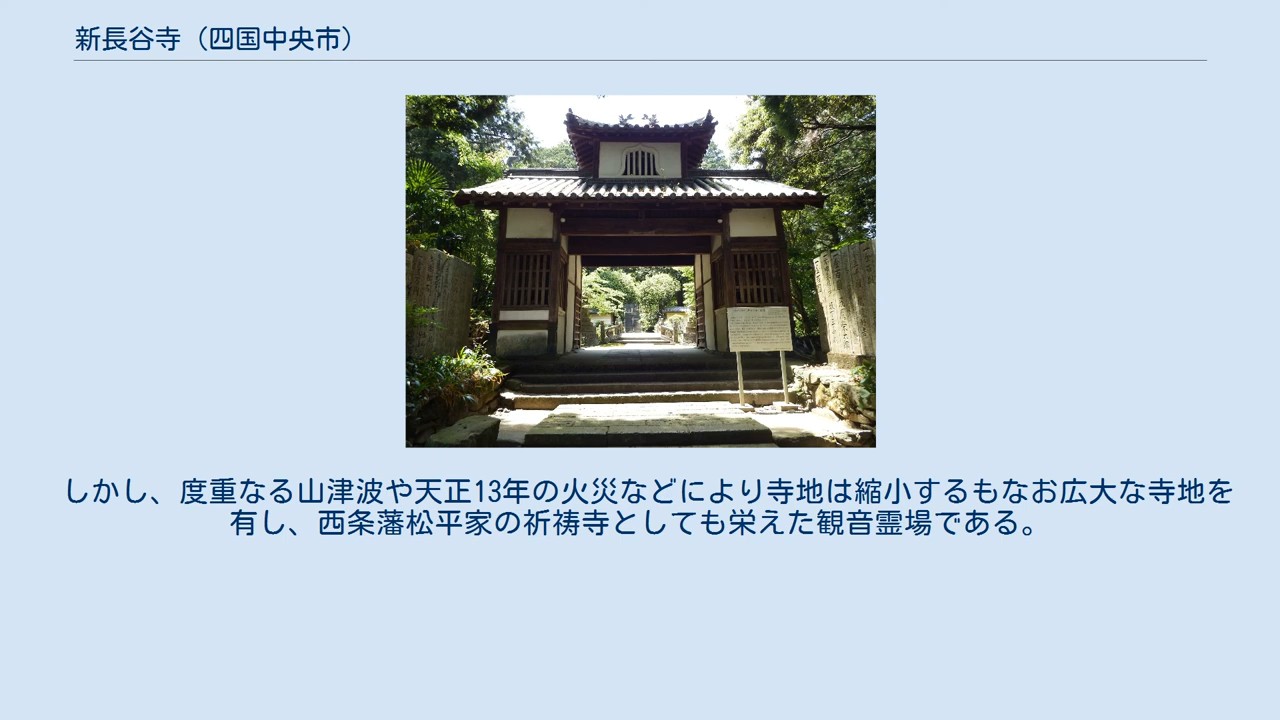 新長谷寺（四国中央市）
しかし、度重なる山津波や天正13年の火災などにより寺地は縮小するもなお広大な寺地を
有し、西条藩松平家の祈祷寺としても栄えた観音霊場である。